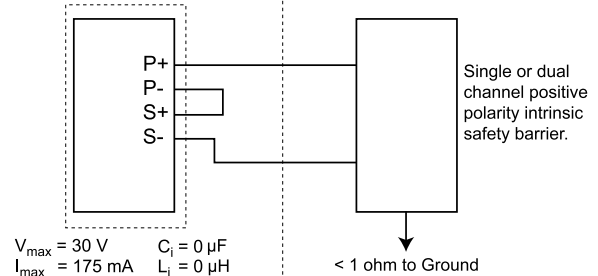 P+
P-
S+
S-
Single or dual
channel positive
polarity intrinsic
safety barrier.
Vmax = 30 V
Ci = 0 µF
Imax = 175 mA
Li = 0 µH
< 1 ohm to Ground